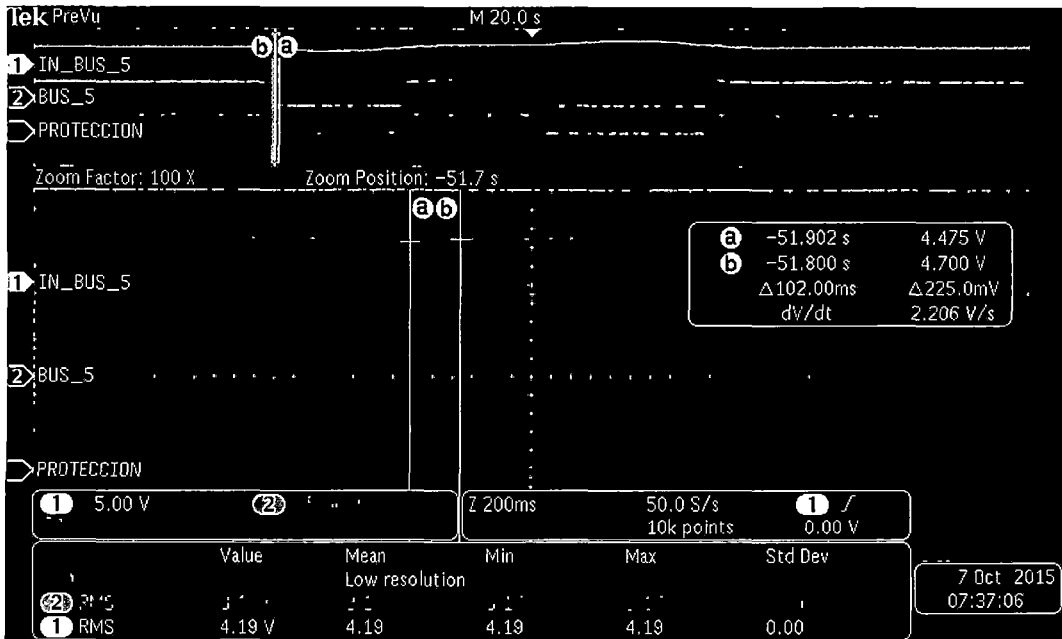 Tek PreVu M 20.0 s
b a
1 IN_BUS_5
2 BUS_5
PROTECCION
Zoom Factor: 100 X Zoom Position: -51.7 s
a b
a -51.902 s 4.475 V
b -51.800 s 4.700 V
Δ102.00ms Δ225.0mV
dV/dt 2.206 V/s
1 IN_BUS_5
2 BUS_5
PROTECCION
1 5.00 V 2 Z 200ms 50.0 S/s 1
10k points 0.00 V
Value Mean Min Max Std Dev
Low resolution
2 RMS
1 RMS 4.19 V 4.19 4.19 4.19 0.00
7 Oct 2015
07:37:06